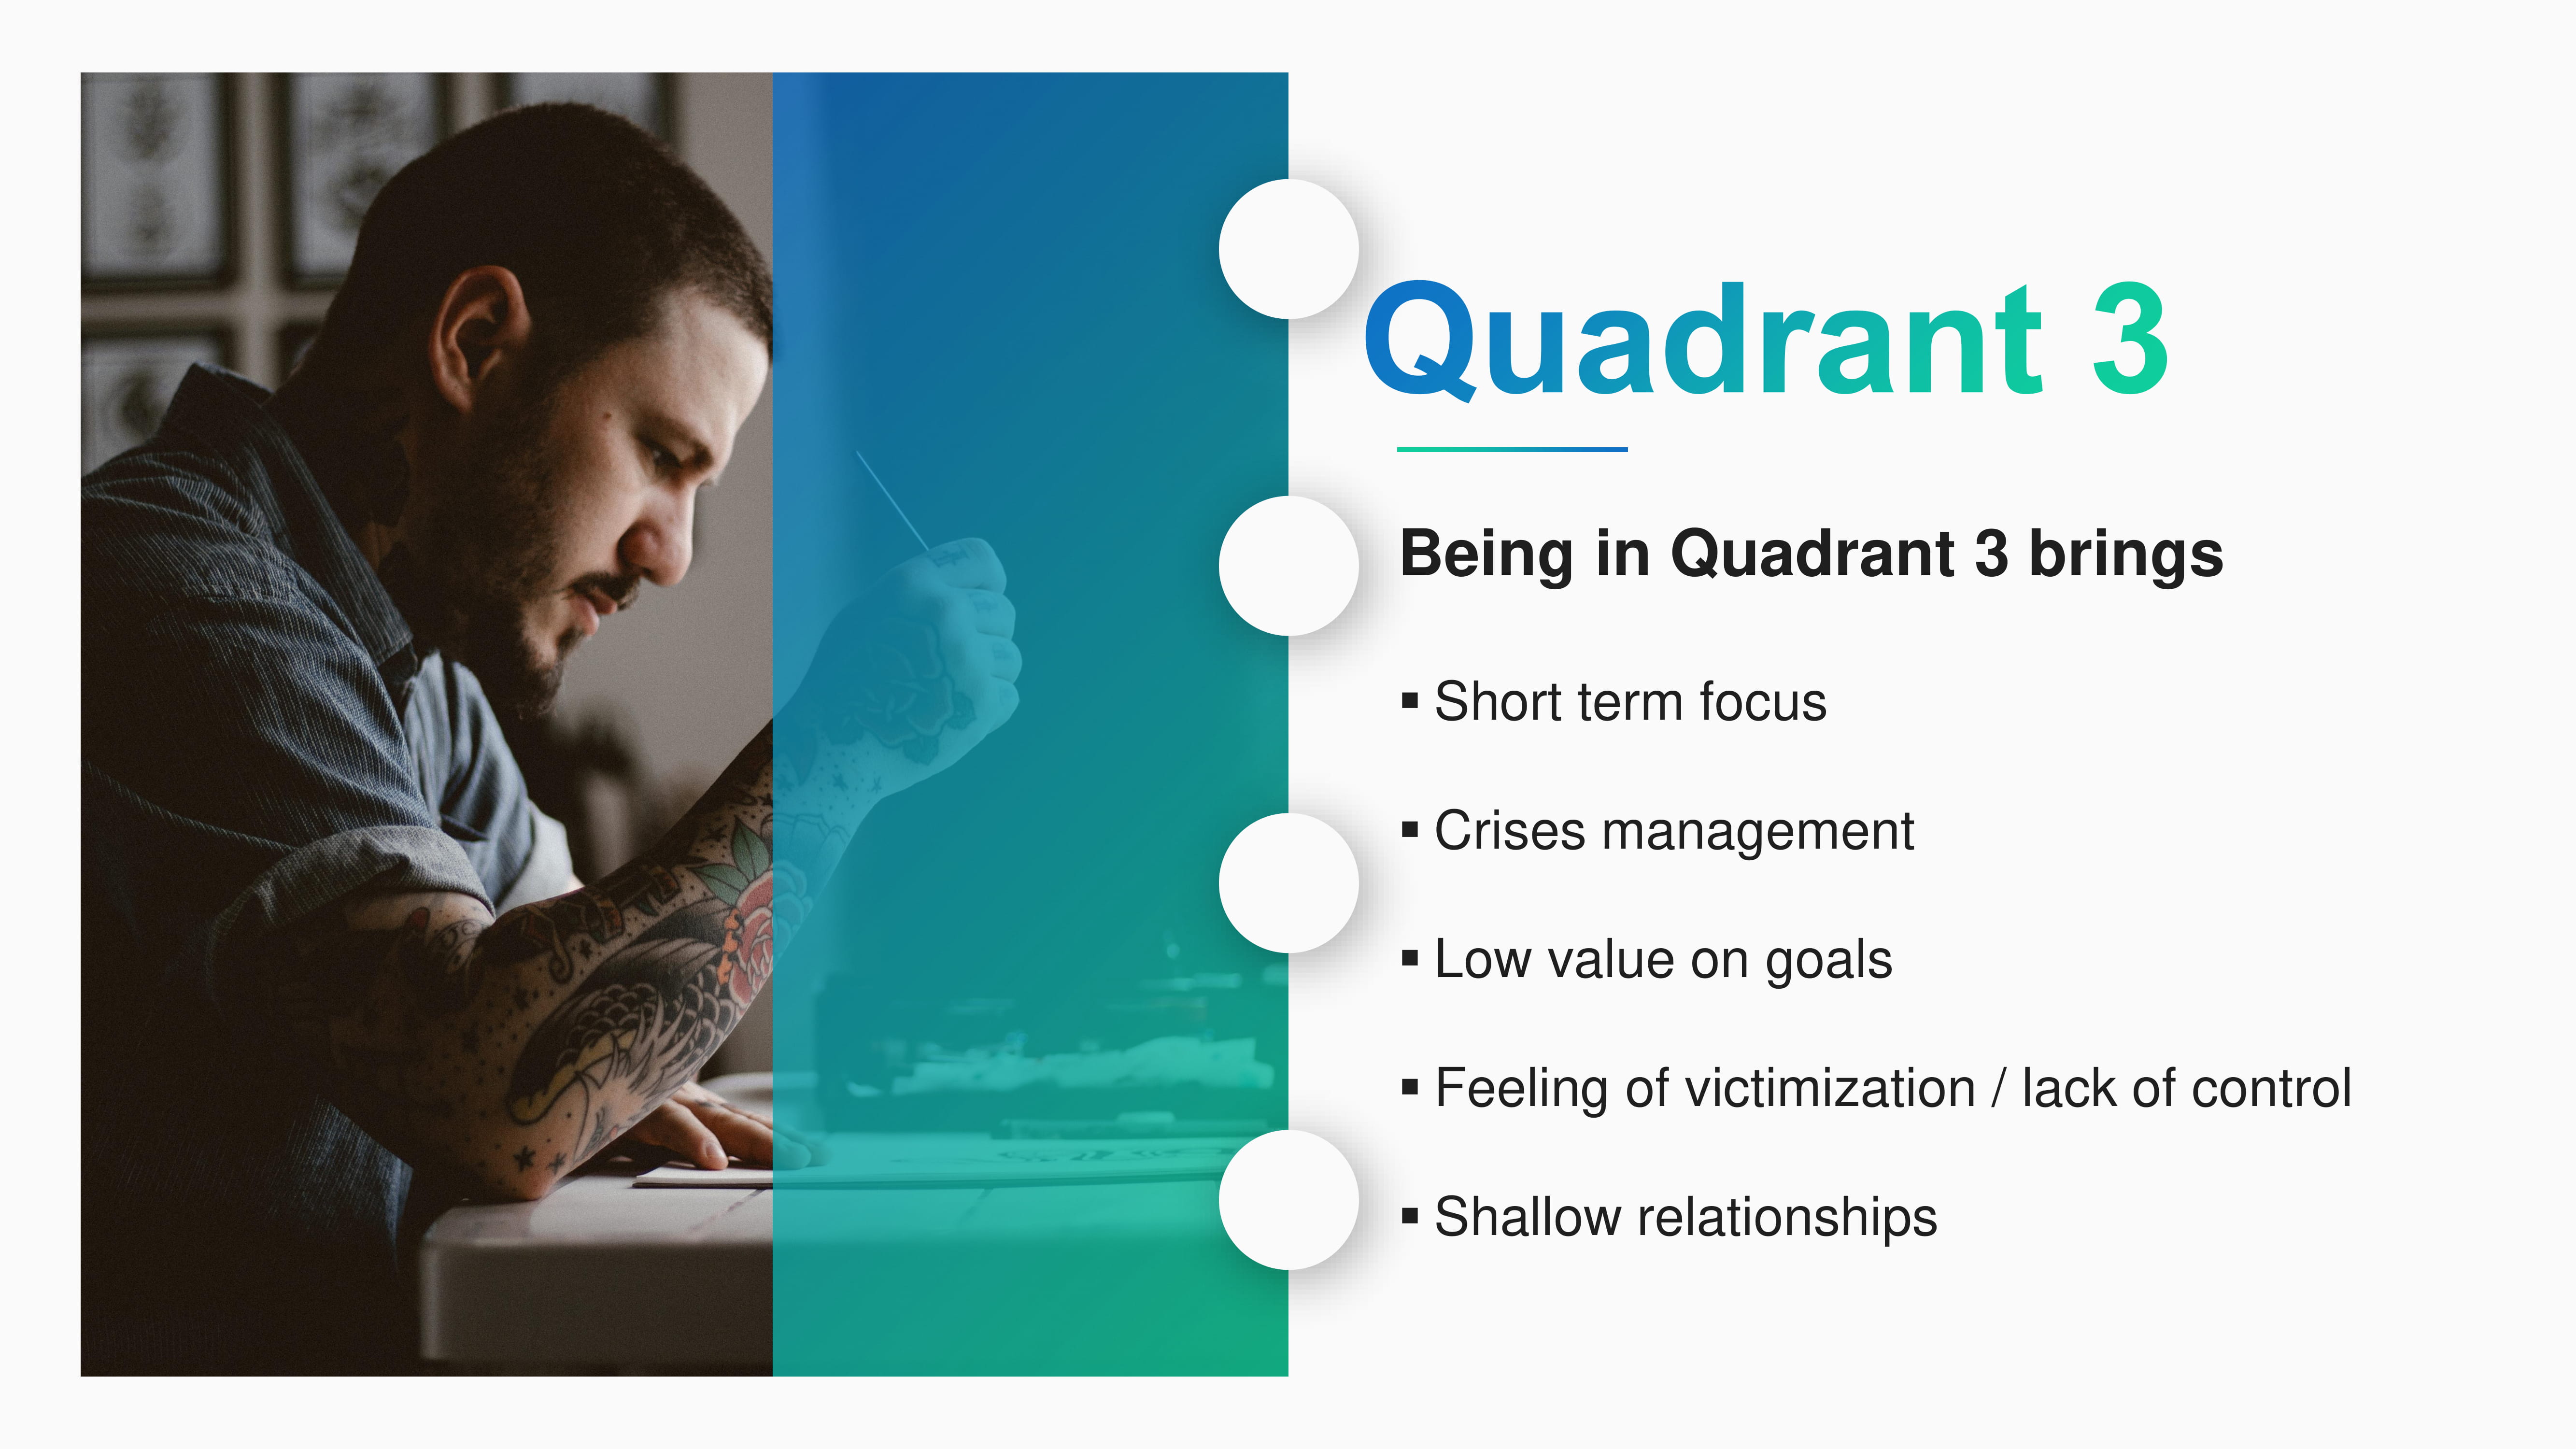 Quadrant 3
Being in Quadrant 3 brings
▪ Short term focus
▪ Crises management
▪ Low value on goals
▪ Feeling of victimization / lack of control
▪ Shallow relationships